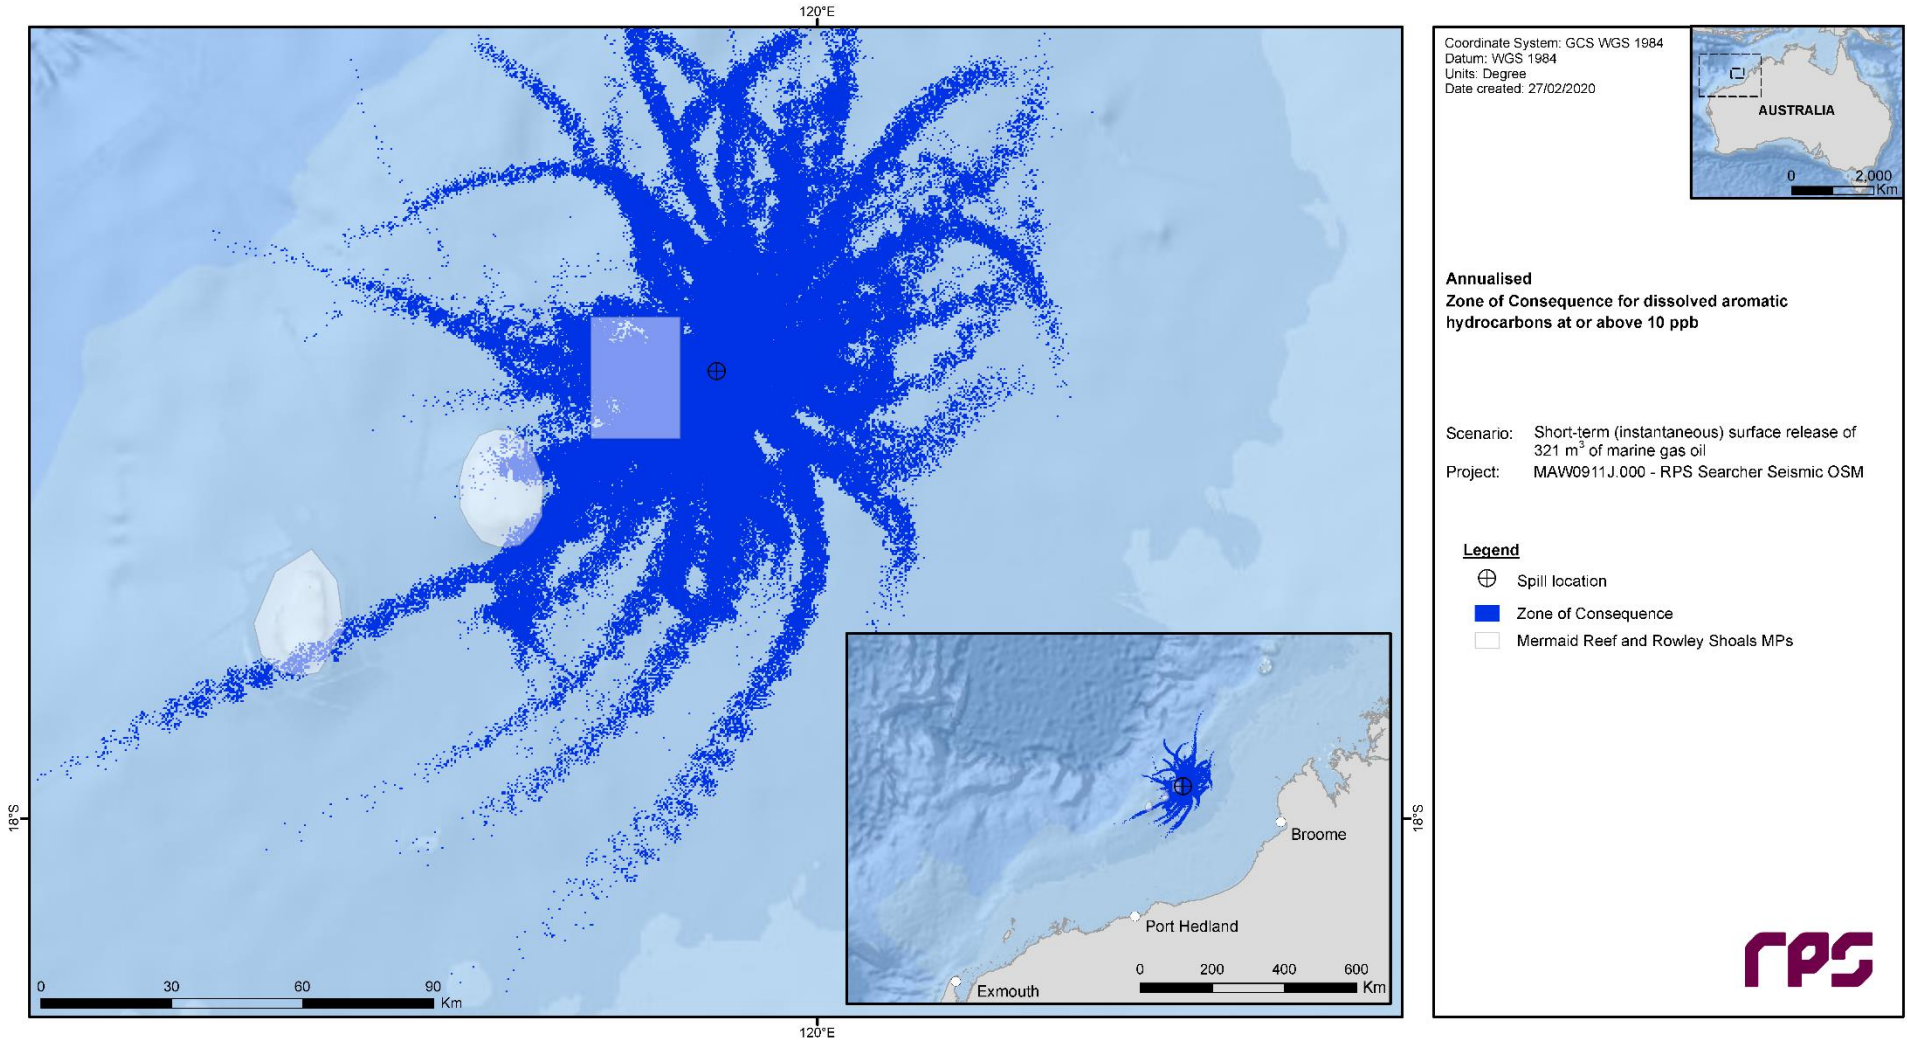 120°E
18°S
18°S
0 30 60 90 Km
120°E
Broome
Port Hedland
Exmouth
0 200 400 600 Km
Coordinate System: GCS WGS 1984
Datum: WGS 1984
Units: Degree
Date created: 27/02/2020
AUSTRALIA
0 2,000 Km
Annualised
Zone of Consequence for dissolved aromatic
hydrocarbons at or above 10 ppb
Scenario: Short-term (instantaneous) surface release of
321 m³ of marine gas oil
Project: MAW0911J.000 - RPS Searcher Seismic OSM
Legend
Spill location
Zone of Consequence
Mermaid Reef and Rowley Shoals MPs
rps